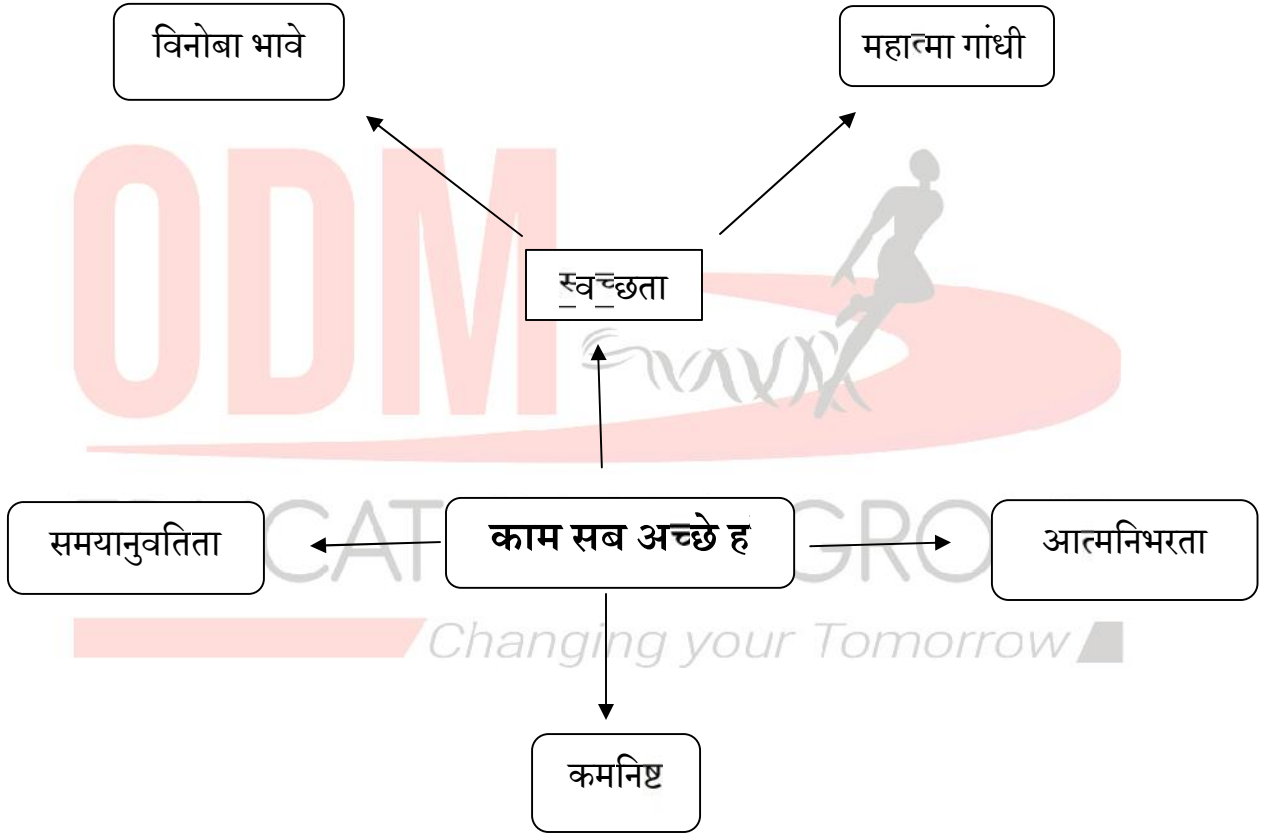 विनोबा भावे
महात्मा गांधी
ODM
स्वच्छता
समयानुवतिता
काम सब अच्छे ह
आत्मनिभरता
Changing your Tomorrow
कमनिष्ट